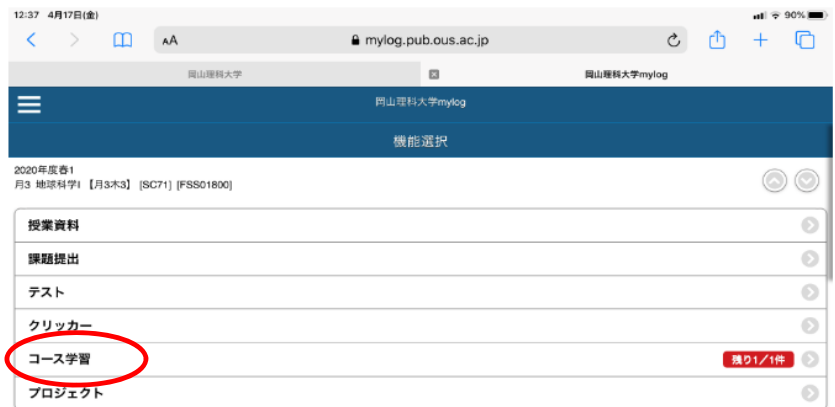 12:37 4月17日(金)
90%
AA
mylog.pub.ous.ac.jp
岡山理科大学
岡山理科大学mylog
岡山理科大学mylog
機能選択
2020年度春1
月3 地球科学I 【月3木3】 [SC71] [FSS01800]
授業資料
課題提出
テスト
クリッカー
コース学習
残り1/1件
プロジェクト